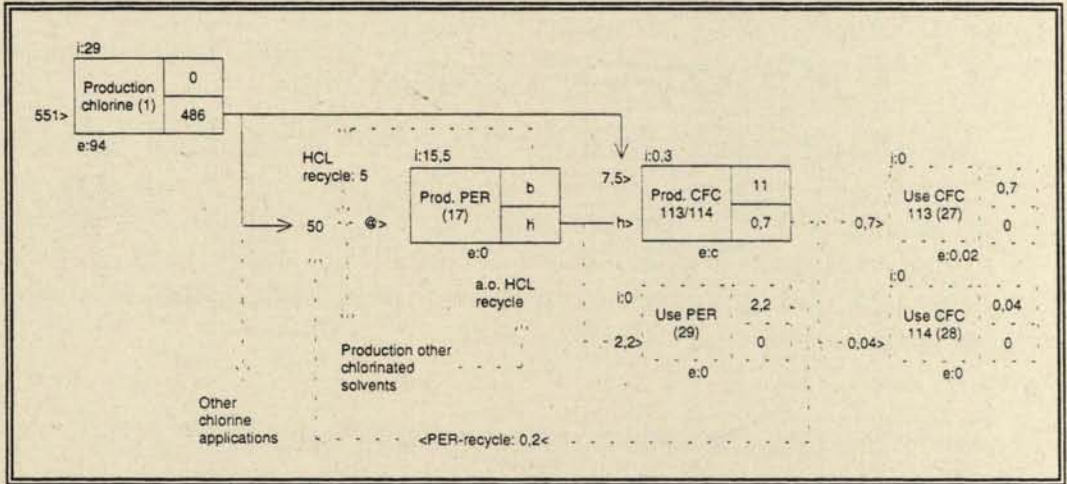 i:29
Production
chlorine (1)
0
486
551>
e:94
HCL
recycle: 5
50
@>
i:15,5
Prod. PER
(17)
b
h
e:0
a.o. HCL
recycle
7,5>
h>
i:0,3
Prod. CFC
113/114
11
0,7
e:c
0,7>
i:0
Use CFC
113 (27)
0,7
0
e:0,02
i:0
Use PER
(29)
2,2
0
2,2>
e:0
0,04>
i:0
Use CFC
114 (28)
0,04
0
e:0
Production other
chlorinated
solvents
Other
chlorine
applications
<PER-recycle: 0,2<